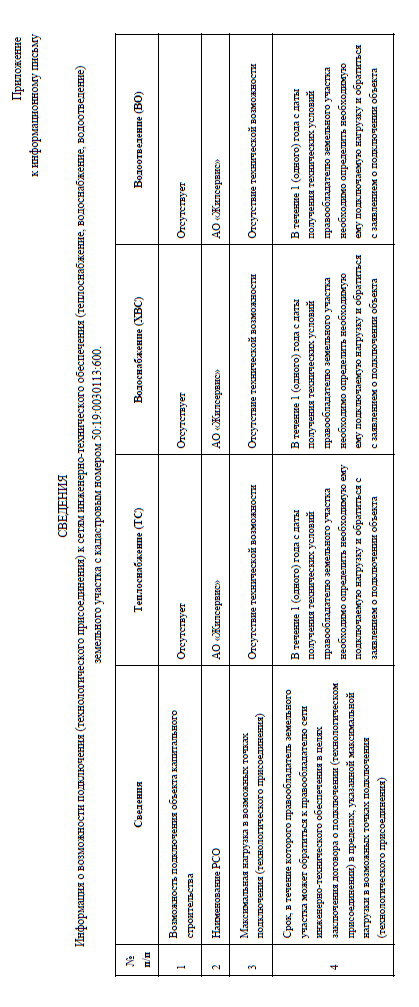 Приложение
к информационному письму
СВЕДЕНИЯ
Информация о возможности подключения (технологического присоединения) к сетям инженерно-технического обеспечения (теплоснабжение, водоснабжение, водоотведение)
земельного участка с кадастровым номером 50:19:0030113:600.
№
п/п
Сведения
Теплоснабжение (ТС)
Водоснабжение (ХВС)
Водоотведение (ВО)
1
Возможность подключения объекта капитального
строительства
Отсутствует
Отсутствует
Отсутствует
2
Наименование РСО
АО «Жилсервис»
АО «Жилсервис»
АО «Жилсервис»
3
Максимальная нагрузка в возможных точках
подключения (технологического присоединения)
Отсутствие технической возможности
Отсутствие технической возможности
Отсутствие технической возможности
4
Срок, в течение которого правообладатель земельного
участка может обратиться к правообладателю сети
инженерно-технического обеспечения в целях
заключения договора о подключении (технологическом
присоединении) в пределах, указанной максимальной
нагрузки в возможных точках подключения
(технологического присоединения)
В течение 1 (одного) года с даты
получения технических условий
правообладателю земельного участка
необходимо определить необходимую ему
подключаемую нагрузку и обратиться с
заявлением о подключении объекта
В течение 1 (одного) года с даты
получения технических условий
правообладателю земельного участка
необходимо определить необходимую
ему подключаемую нагрузку и обратиться
с заявлением о подключении объекта
В течение 1 (одного) года с даты
получения технических условий
правообладателю земельного участка
необходимо определить необходимую
ему подключаемую нагрузку и обратиться
с заявлением о подключении объекта